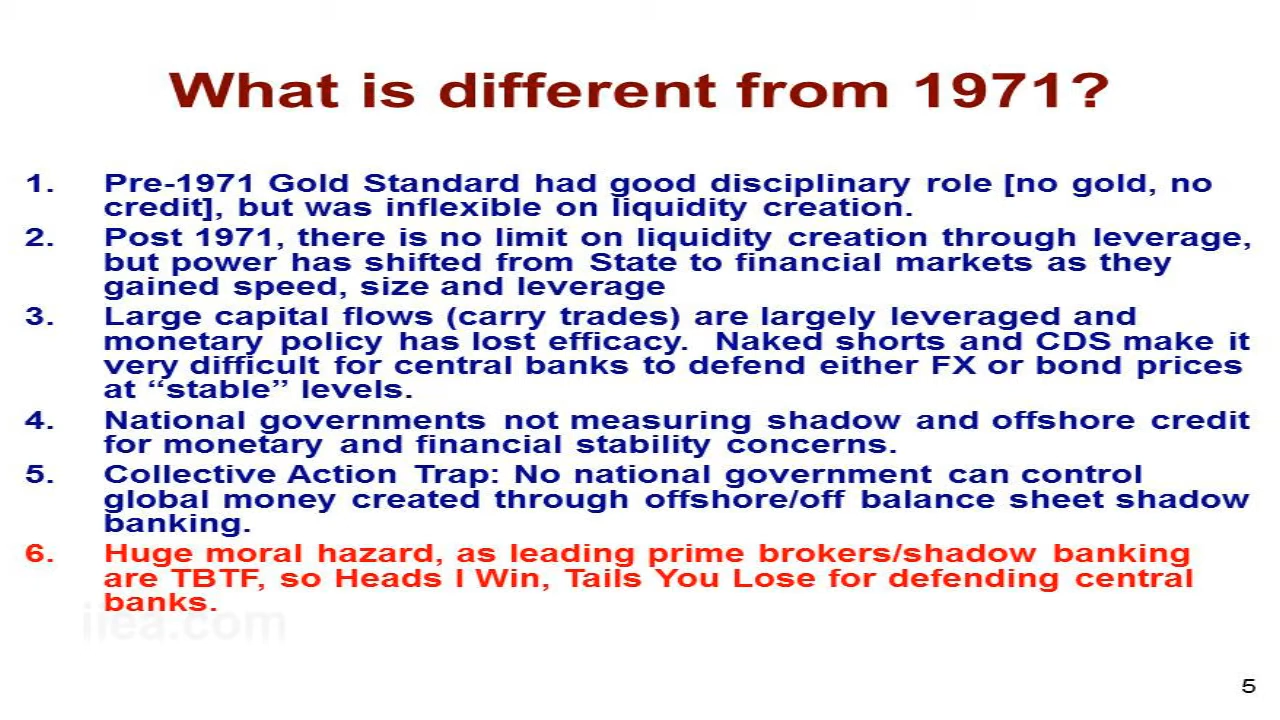 What is different from 1971?
1. Pre-1971 Gold Standard had good disciplinary role [no gold, no
credit], but was inflexible on liquidity creation.
2. Post 1971, there is no limit on liquidity creation through leverage,
but power has shifted from State to financial markets as they
gained speed, size and leverage
3. Large capital flows (carry trades) are largely leveraged and
monetary policy has lost efficacy. Naked shorts and CDS make it
very difficult for central banks to defend either FX or bond prices
at “stable” levels.
4. National governments not measuring shadow and offshore credit
for monetary and financial stability concerns.
5. Collective Action Trap: No national government can control
global money created through offshore/off balance sheet shadow
banking.
6. Huge moral hazard, as leading prime brokers/shadow banking
are TBTF, so Heads I Win, Tails You Lose for defending central
banks.
iiea.com
5